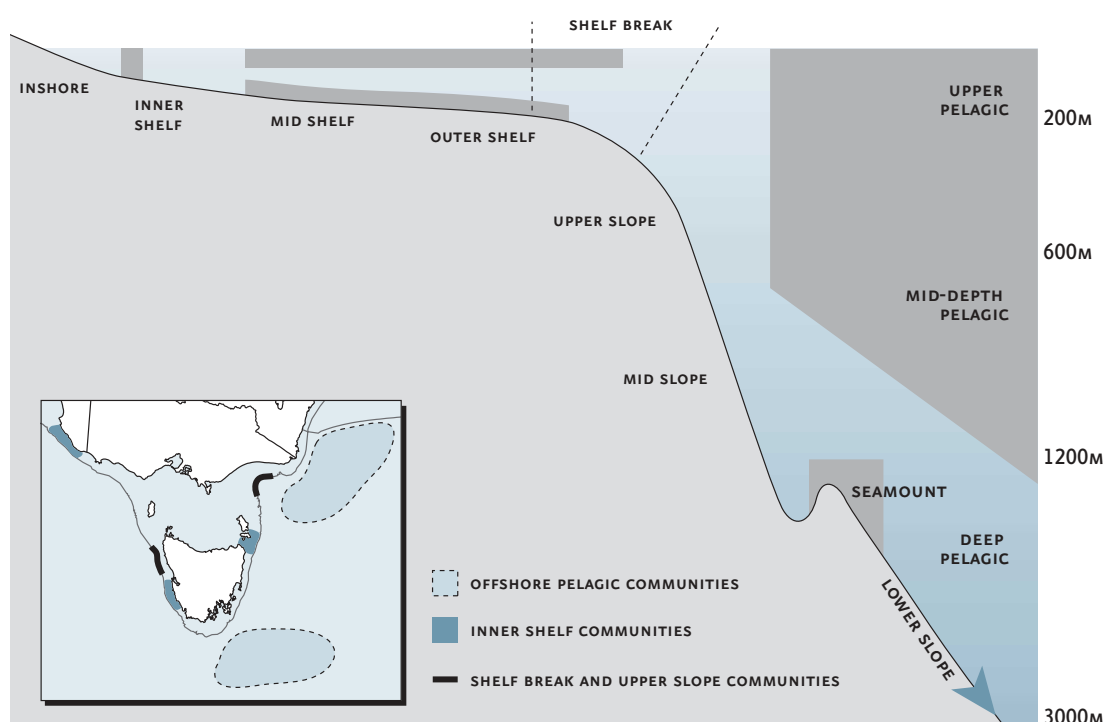 SHELF BREAK
INSHORE
INNER
SHELF
MID SHELF
OUTER SHELF
UPPER
PELAGIC
200M
UPPER SLOPE
600M
MID-DEPTH
PELAGIC
MID SLOPE
1200M
SEAMOUNT
DEEP
PELAGIC
LOWER SLOPE
OFFSHORE PELAGIC COMMUNITIES
INNER SHELF COMMUNITIES
SHELF BREAK AND UPPER SLOPE COMMUNITIES
3000M